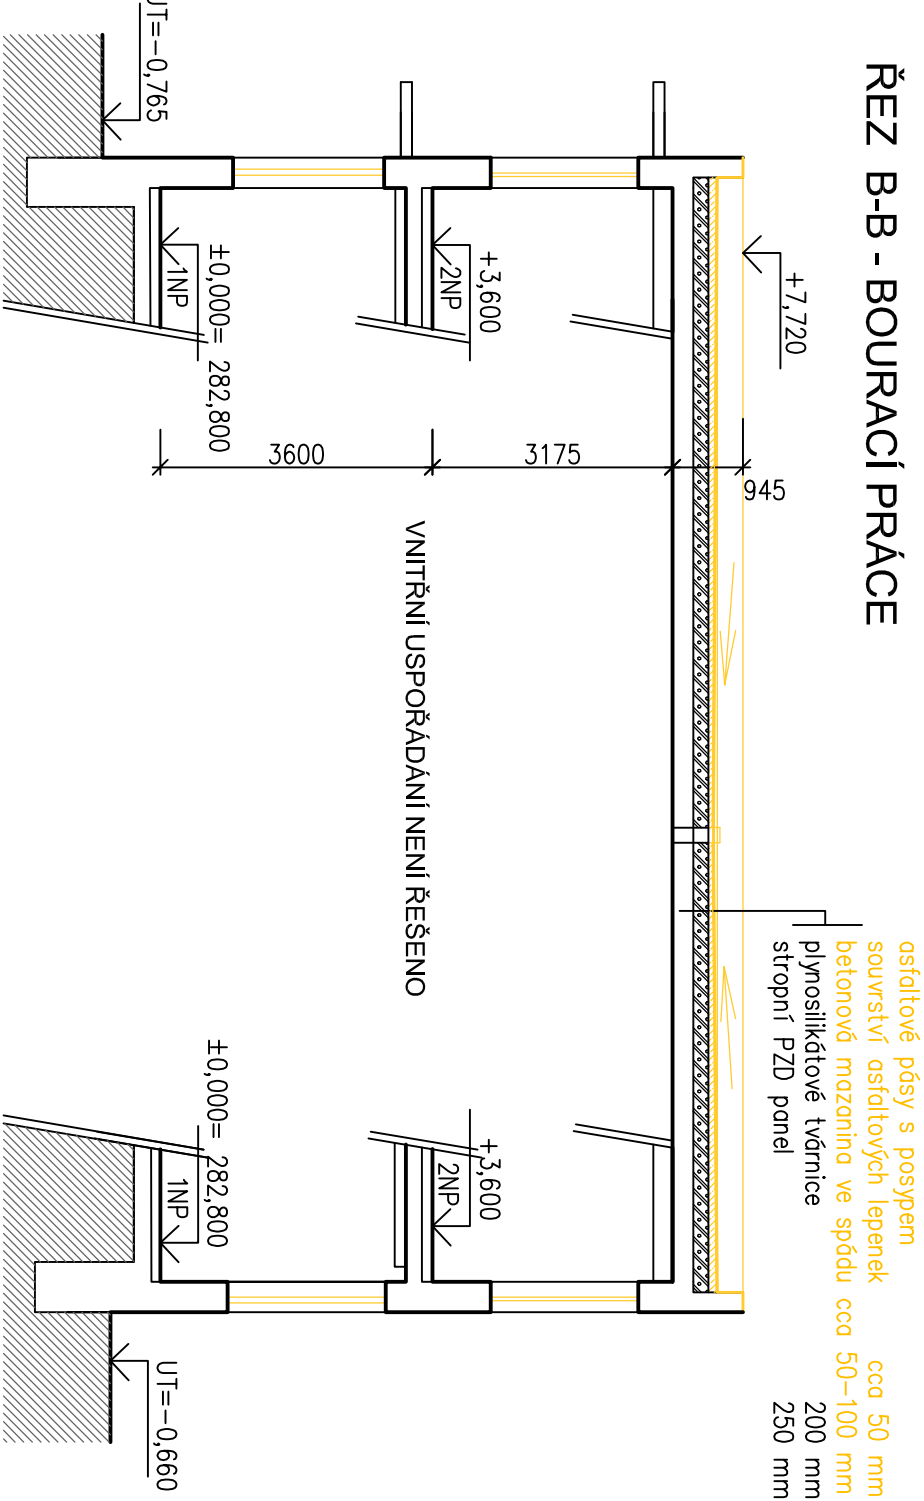 ŘEZ B-B - BOURACÍ PRÁCE
asfaltové pásy s posypem
souvrství asfaltových lepenek cca 50 mm
betonová mazanina ve spádu cca 50-100 mm
plynosilikátové tvárnice 200 mm
stropní PZD panel 250 mm
+7,720
945
+3,600
2NP
3175
+3,600
2NP
VNITŘNÍ USPOŘÁDÁNÍ NENÍ ŘEŠENO
±0,000= 282,800
1NP
3600
±0,000= 282,800
1NP
UT=-0,765
UT=-0,660